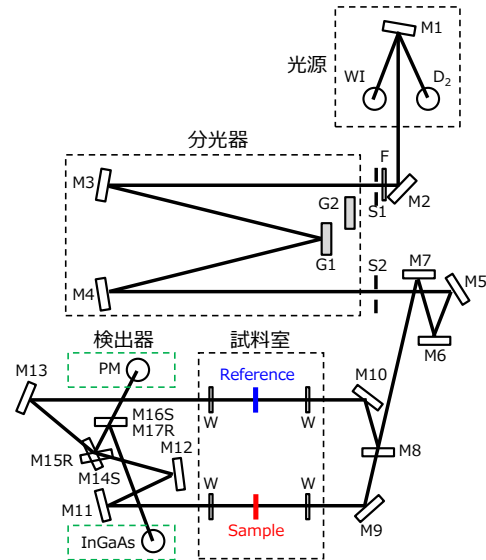 M1
光源
WI
D2
分光器
M3
F
G2
S1
M2
G1
S2
M7
M4
M5
M6
検出器
試料室
M13
PM
Reference
M10
M16S
W
W
M17R
M12
M15R
M8
M14S
W
W
M11
M9
InGaAs
Sample